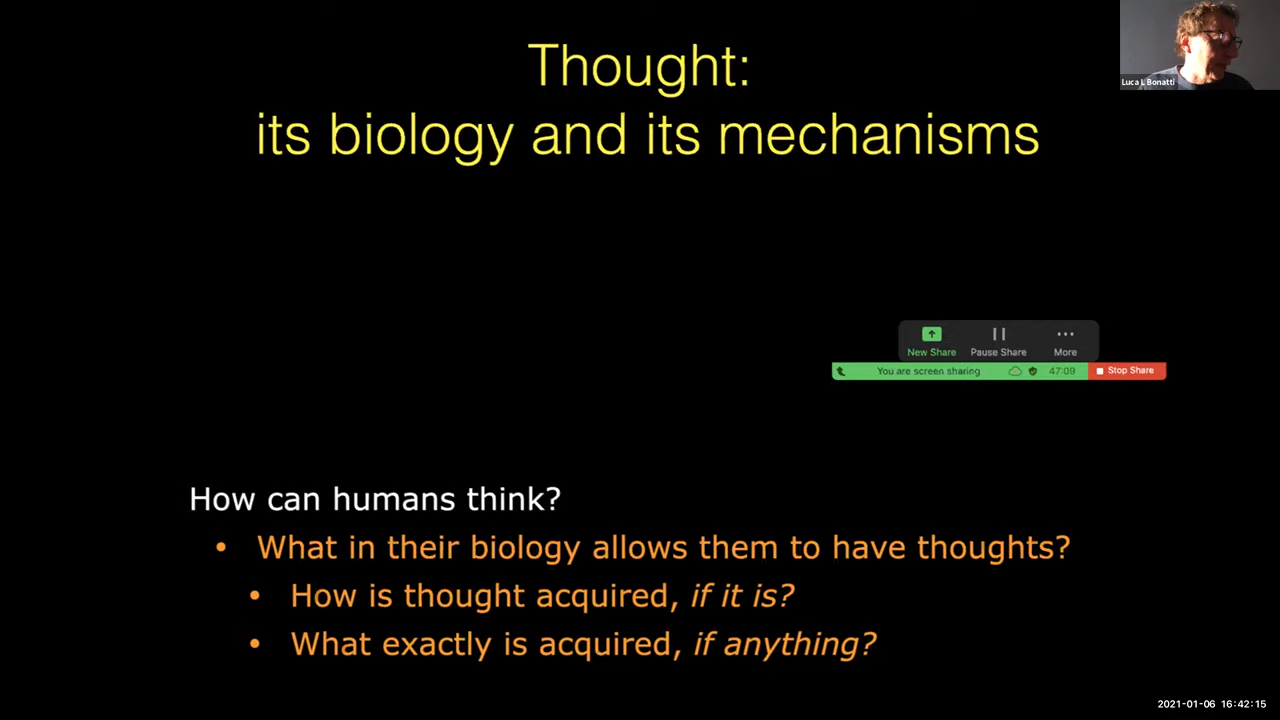 Thought:
its biology and its mechanisms
Luca L Bonatti
New Share Pause Share More
You are screen sharing 47:09 Stop Share
How can humans think?
• What in their biology allows them to have thoughts?
• How is thought acquired, if it is?
• What exactly is acquired, if anything?
2021-01-06 16:42:15